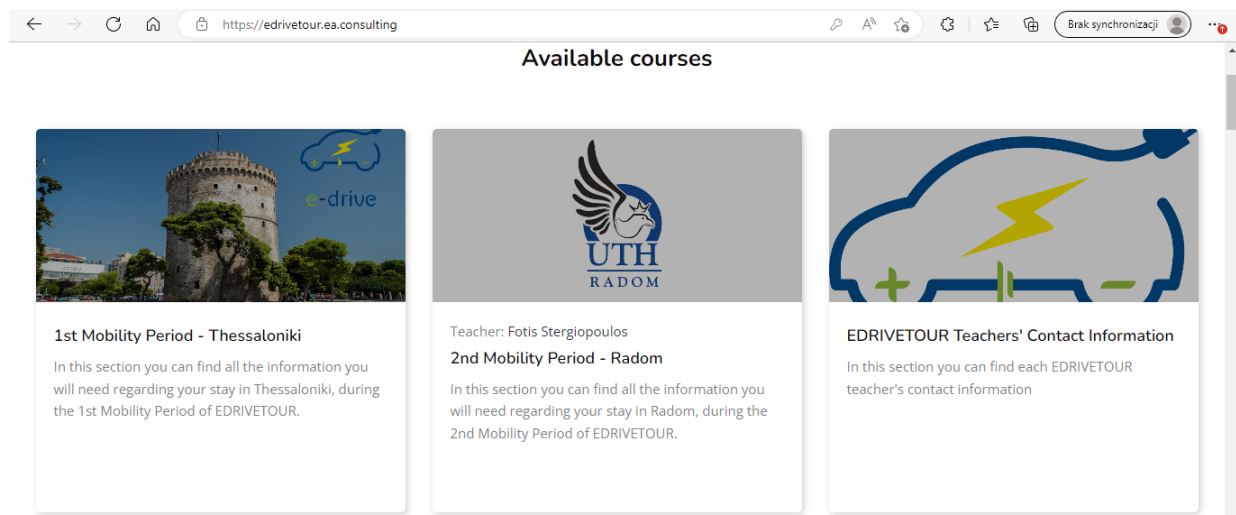 https://edrivetour.ea.consulting
Brak synchronizacji
Available courses
e-drive
UTH
RADOM
1st Mobility Period - Thessaloniki
In this section you can find all the information you
will need regarding your stay in Thessaloniki, during
the 1st Mobility Period of EDRIVETOUR.
Teacher: Fotis Stergiopoulos
2nd Mobility Period - Radom
In this section you can find all the information you
will need regarding your stay in Radom, during the
2nd Mobility Period of EDRIVETOUR.
EDRIVETOUR Teachers' Contact Information
In this section you can find each EDRIVETOUR
teacher's contact information